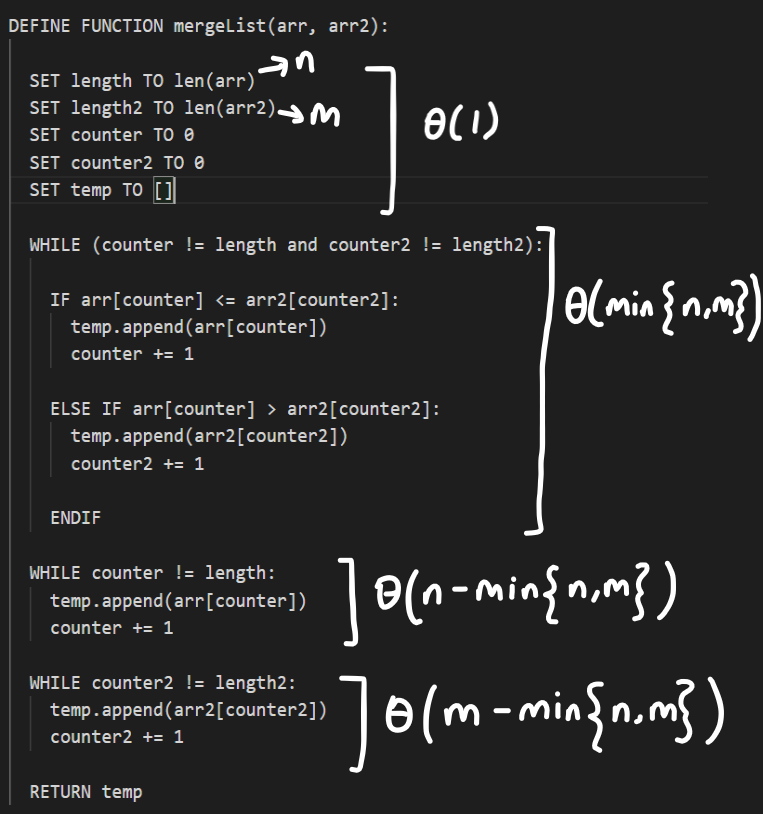 DEFINE FUNCTION mergeList(arr, arr2):
SET length TO len(arr) → n
SET length2 TO len(arr2) → m
SET counter TO 0
SET counter2 TO 0
SET temp TO []
θ(1)
WHILE (counter != length and counter2 != length2):
IF arr[counter] <= arr2[counter2]:
temp.append(arr[counter])
counter += 1
ELSE IF arr[counter] > arr2[counter2]:
temp.append(arr2[counter2])
counter2 += 1
ENDIF
θ(min{n,m})
WHILE counter != length:
temp.append(arr[counter])
counter += 1
θ(n-min{n,m})
WHILE counter2 != length2:
temp.append(arr2[counter2])
counter2 += 1
θ(m-min{n,m})
RETURN temp